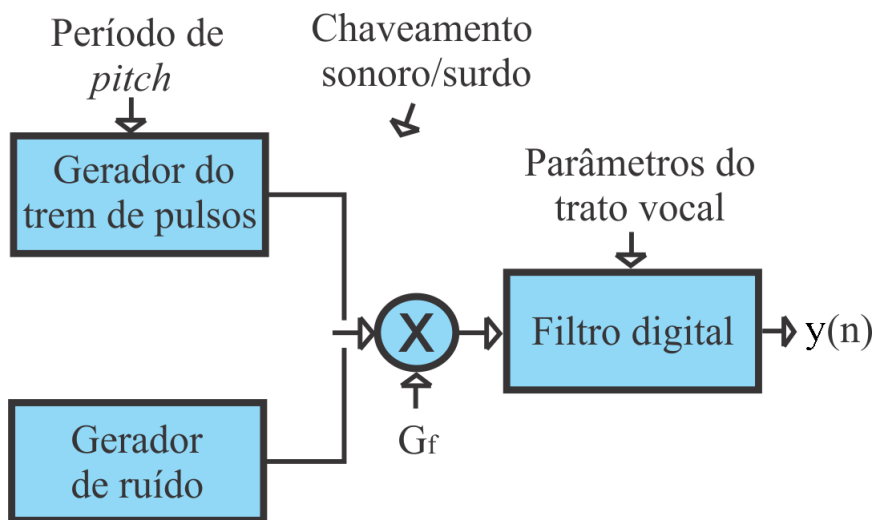 Período de
pitch
Chaveamento
sonoro/surdo
Gerador do
trem de pulsos
Parâmetros do
trato vocal
X
Filtro digital
y(n)
Gf
Gerador
de ruído